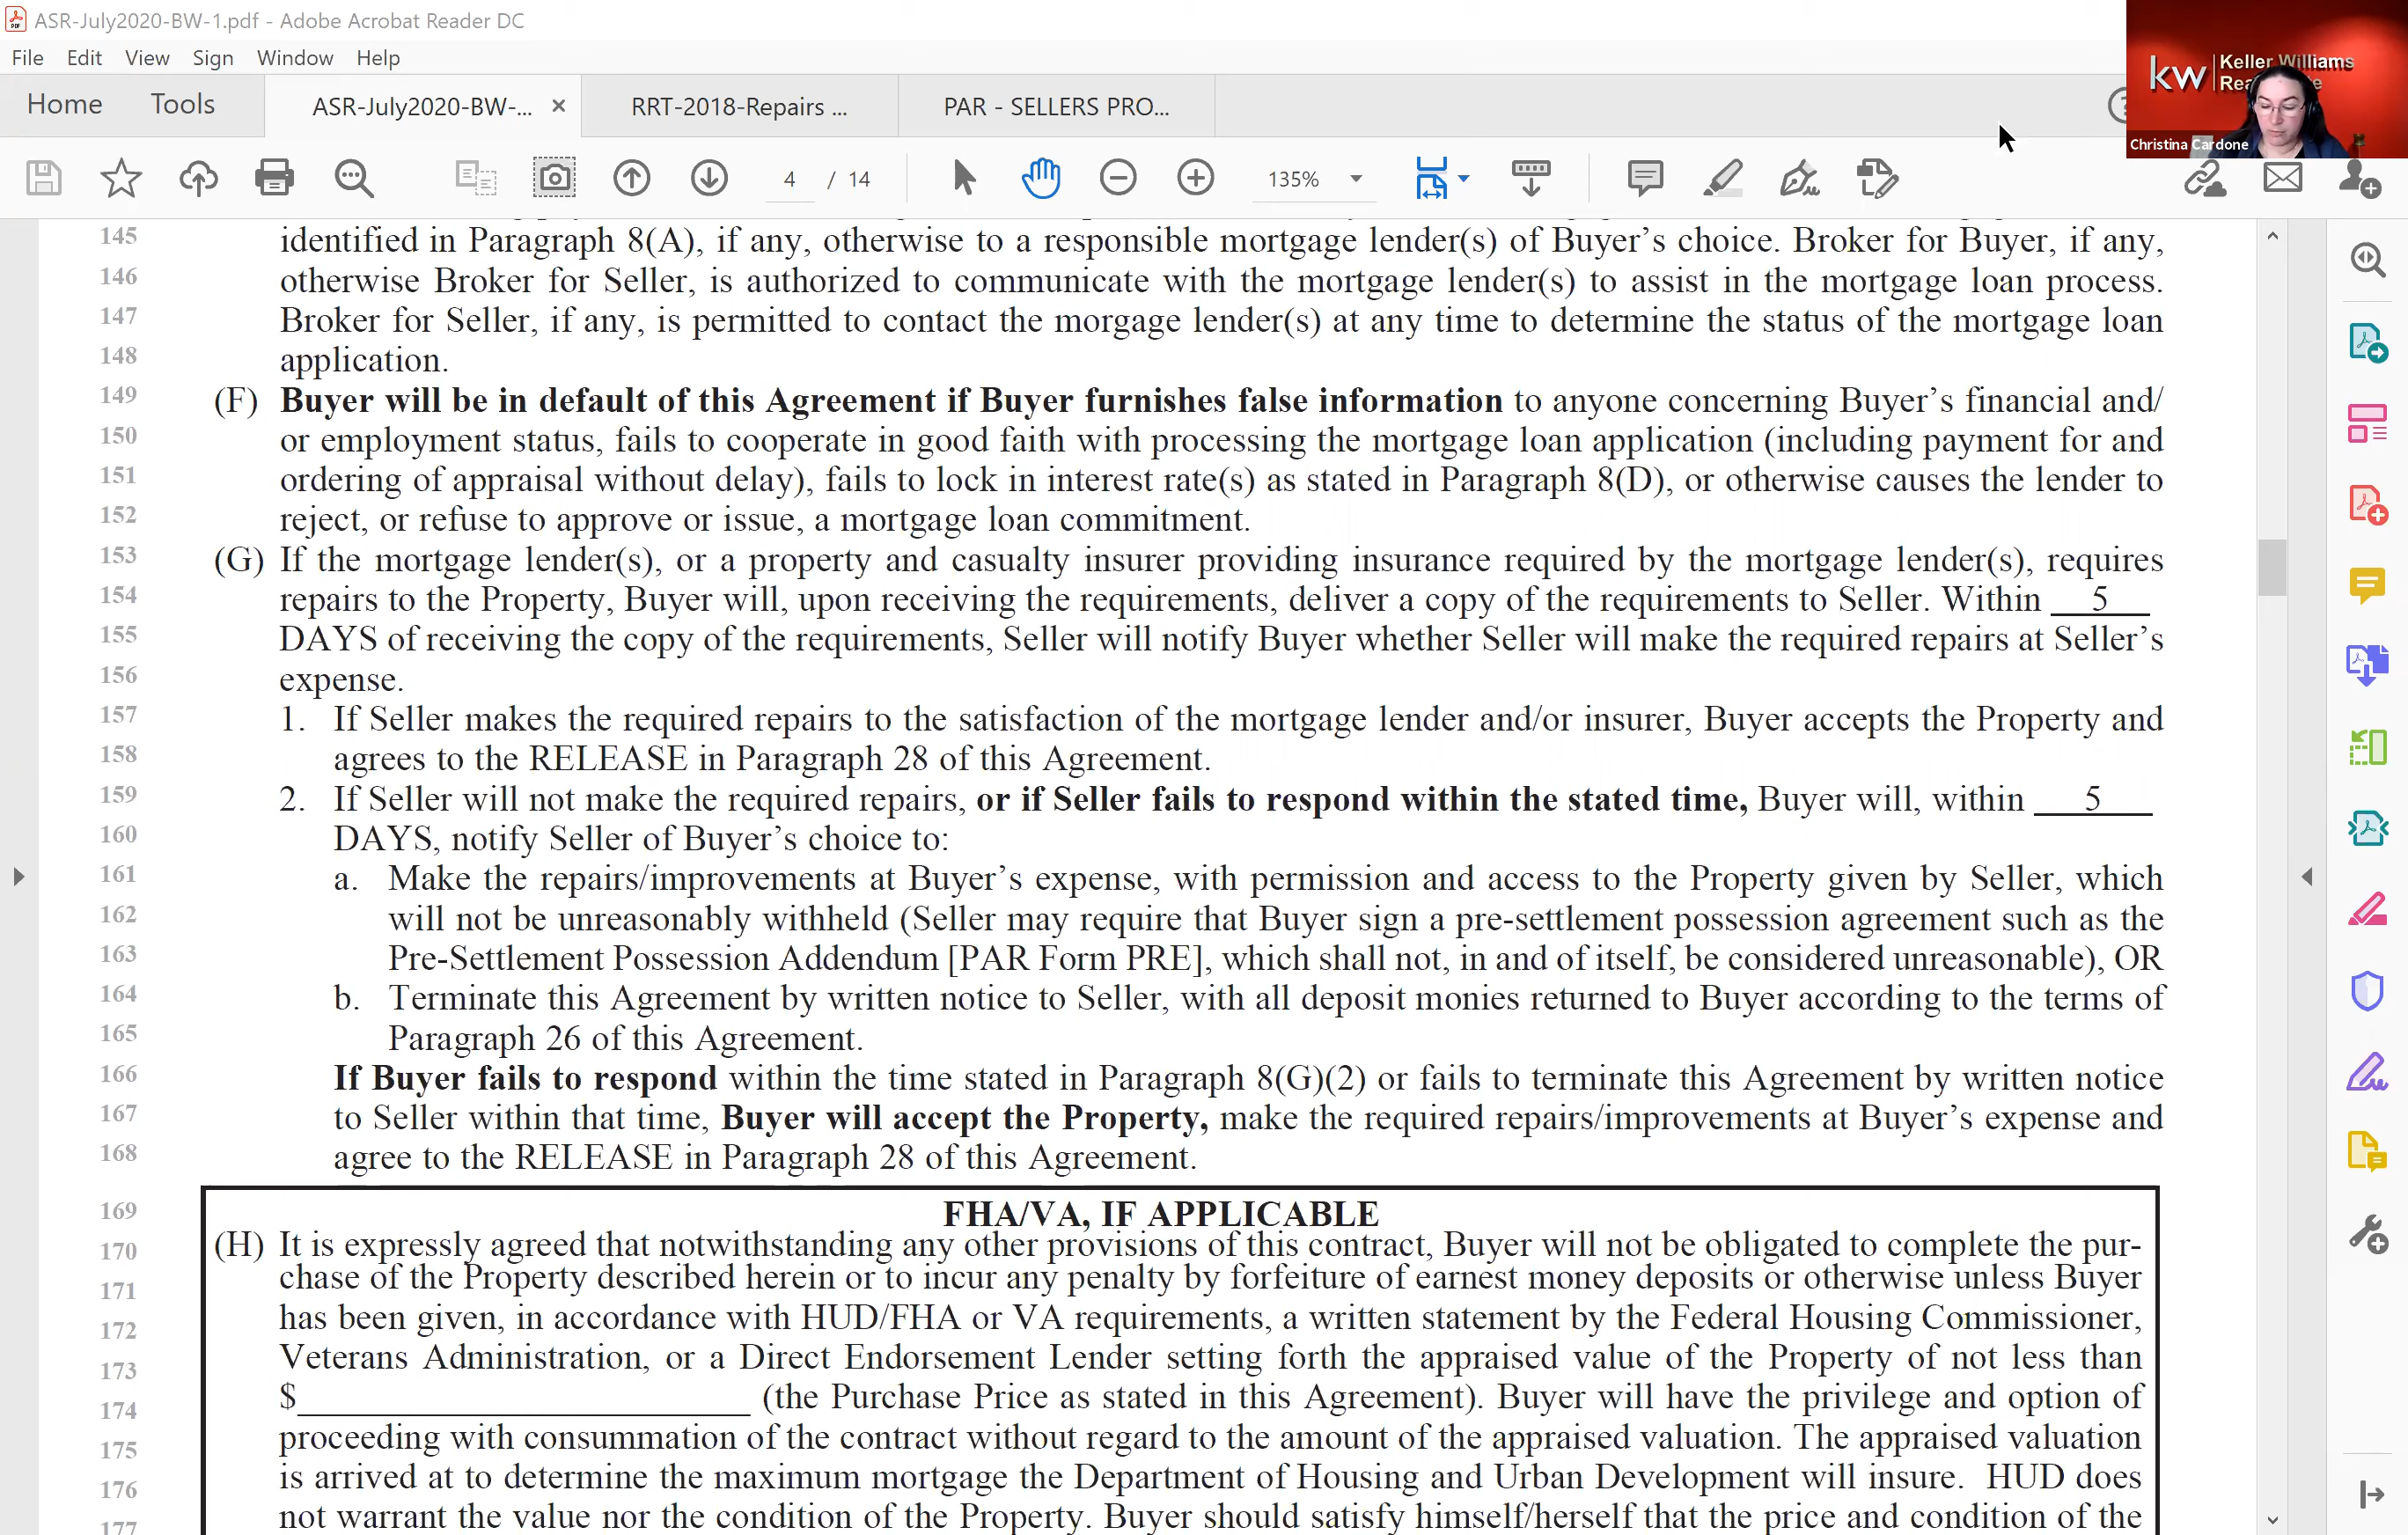 ASR-July2020-BW-1.pdf - Adobe Acrobat Reader DC
File Edit View Sign Window Help
Home Tools ASR-July2020-BW-... × RRT-2018-Repairs ... PAR - SELLERS PRO...
kw Keller Williams
Christina Cardone
4 / 14 135%
145 identified in Paragraph 8(A), if any, otherwise to a responsible mortgage lender(s) of Buyer's choice. Broker for Buyer, if any,
146 otherwise Broker for Seller, is authorized to communicate with the mortgage lender(s) to assist in the mortgage loan process.
147 Broker for Seller, if any, is permitted to contact the morgage lender(s) at any time to determine the status of the mortgage loan
148 application.
149 (F) Buyer will be in default of this Agreement if Buyer furnishes false information to anyone concerning Buyer's financial and/
150 or employment status, fails to cooperate in good faith with processing the mortgage loan application (including payment for and
151 ordering of appraisal without delay), fails to lock in interest rate(s) as stated in Paragraph 8(D), or otherwise causes the lender to
152 reject, or refuse to approve or issue, a mortgage loan commitment.
153 (G) If the mortgage lender(s), or a property and casualty insurer providing insurance required by the mortgage lender(s), requires
154 repairs to the Property, Buyer will, upon receiving the requirements, deliver a copy of the requirements to Seller. Within 5
155 DAYS of receiving the copy of the requirements, Seller will notify Buyer whether Seller will make the required repairs at Seller's
156 expense.
157 1. If Seller makes the required repairs to the satisfaction of the mortgage lender and/or insurer, Buyer accepts the Property and
158 agrees to the RELEASE in Paragraph 28 of this Agreement.
159 2. If Seller will not make the required repairs, or if Seller fails to respond within the stated time, Buyer will, within 5
160 DAYS, notify Seller of Buyer's choice to:
161 a. Make the repairs/improvements at Buyer's expense, with permission and access to the Property given by Seller, which
162 will not be unreasonably withheld (Seller may require that Buyer sign a pre-settlement possession agreement such as the
163 Pre-Settlement Possession Addendum [PAR Form PRE], which shall not, in and of itself, be considered unreasonable), OR
164 b. Terminate this Agreement by written notice to Seller, with all deposit monies returned to Buyer according to the terms of
165 Paragraph 26 of this Agreement.
166 If Buyer fails to respond within the time stated in Paragraph 8(G)(2) or fails to terminate this Agreement by written notice
167 to Seller within that time, Buyer will accept the Property, make the required repairs/improvements at Buyer's expense and
168 agree to the RELEASE in Paragraph 28 of this Agreement.
169 FHA/VA, IF APPLICABLE
170 (H) It is expressly agreed that notwithstanding any other provisions of this contract, Buyer will not be obligated to complete the pur-
171 chase of the Property described herein or to incur any penalty by forfeiture of earnest money deposits or otherwise unless Buyer
172 has been given, in accordance with HUD/FHA or VA requirements, a written statement by the Federal Housing Commissioner,
173 Veterans Administration, or a Direct Endorsement Lender setting forth the appraised value of the Property of not less than
174 $ (the Purchase Price as stated in this Agreement). Buyer will have the privilege and option of
175 proceeding with consummation of the contract without regard to the amount of the appraised valuation. The appraised valuation
176 is arrived at to determine the maximum mortgage the Department of Housing and Urban Development will insure. HUD does
177 not warrant the value nor the condition of the Property. Buyer should satisfy himself/herself that the price and condition of the